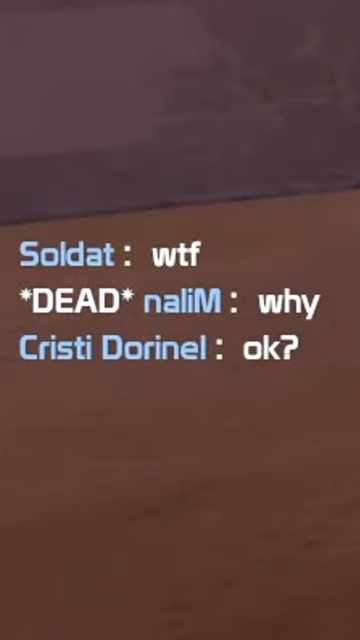 Soldat :  wtf
*DEAD* naliM :  why
Cristi Dorinel :  ok?